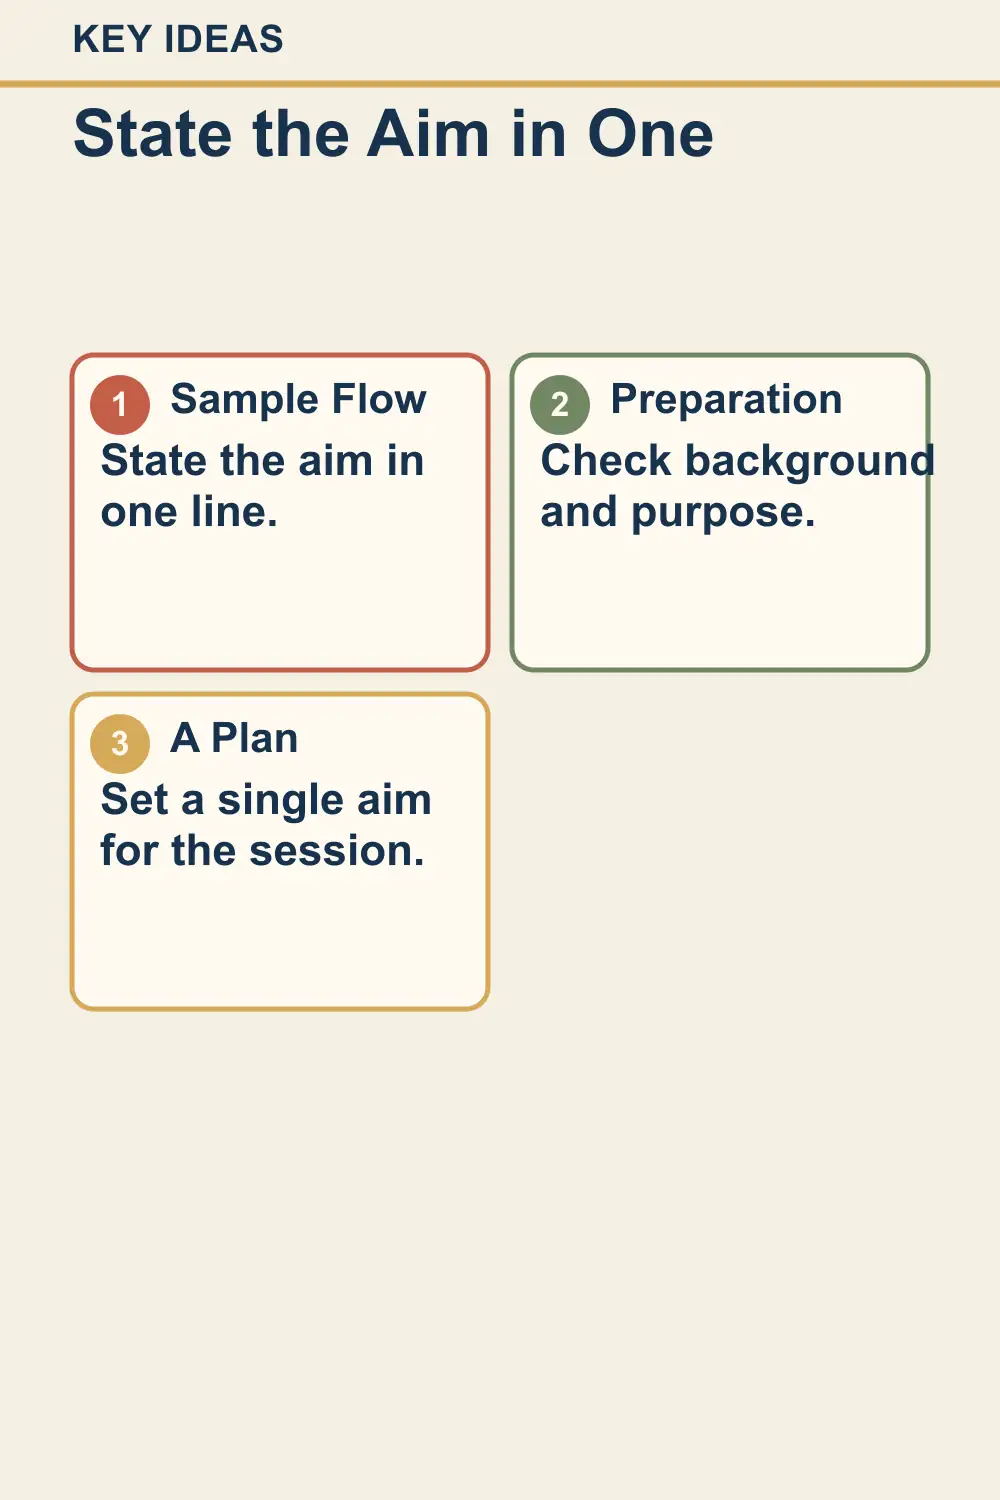 KEY IDEAS
State the Aim in One
1 Sample Flow
State the aim in
one line.
2 Preparation
Check background
and purpose.
3 A Plan
Set a single aim
for the session.